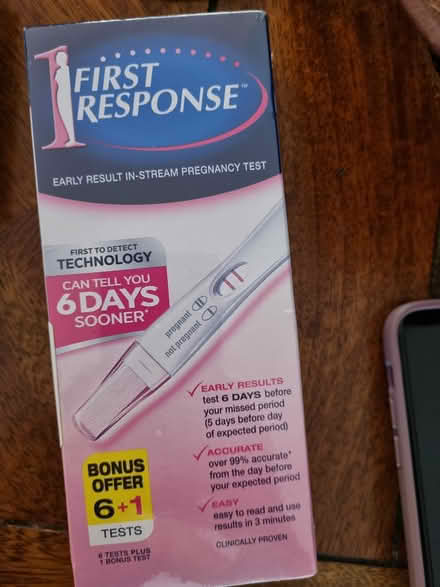 1 FIRST
RESPONSE™
EARLY RESULT IN-STREAM PREGNANCY TEST
FIRST TO DETECT
TECHNOLOGY
CAN TELL YOU
6 DAYS
SOONER*
pregnant
not pregnant
EARLY RESULTS
test 6 DAYS before
your missed period
(5 days before day
of expected period)
ACCURATE
over 99% accurate*
from the day before
your expected period
EASY
easy to read and use
results in 3 minutes
CLINICALLY PROVEN
BONUS
OFFER
6+1
TESTS
6 TESTS PLUS
1 BONUS TEST